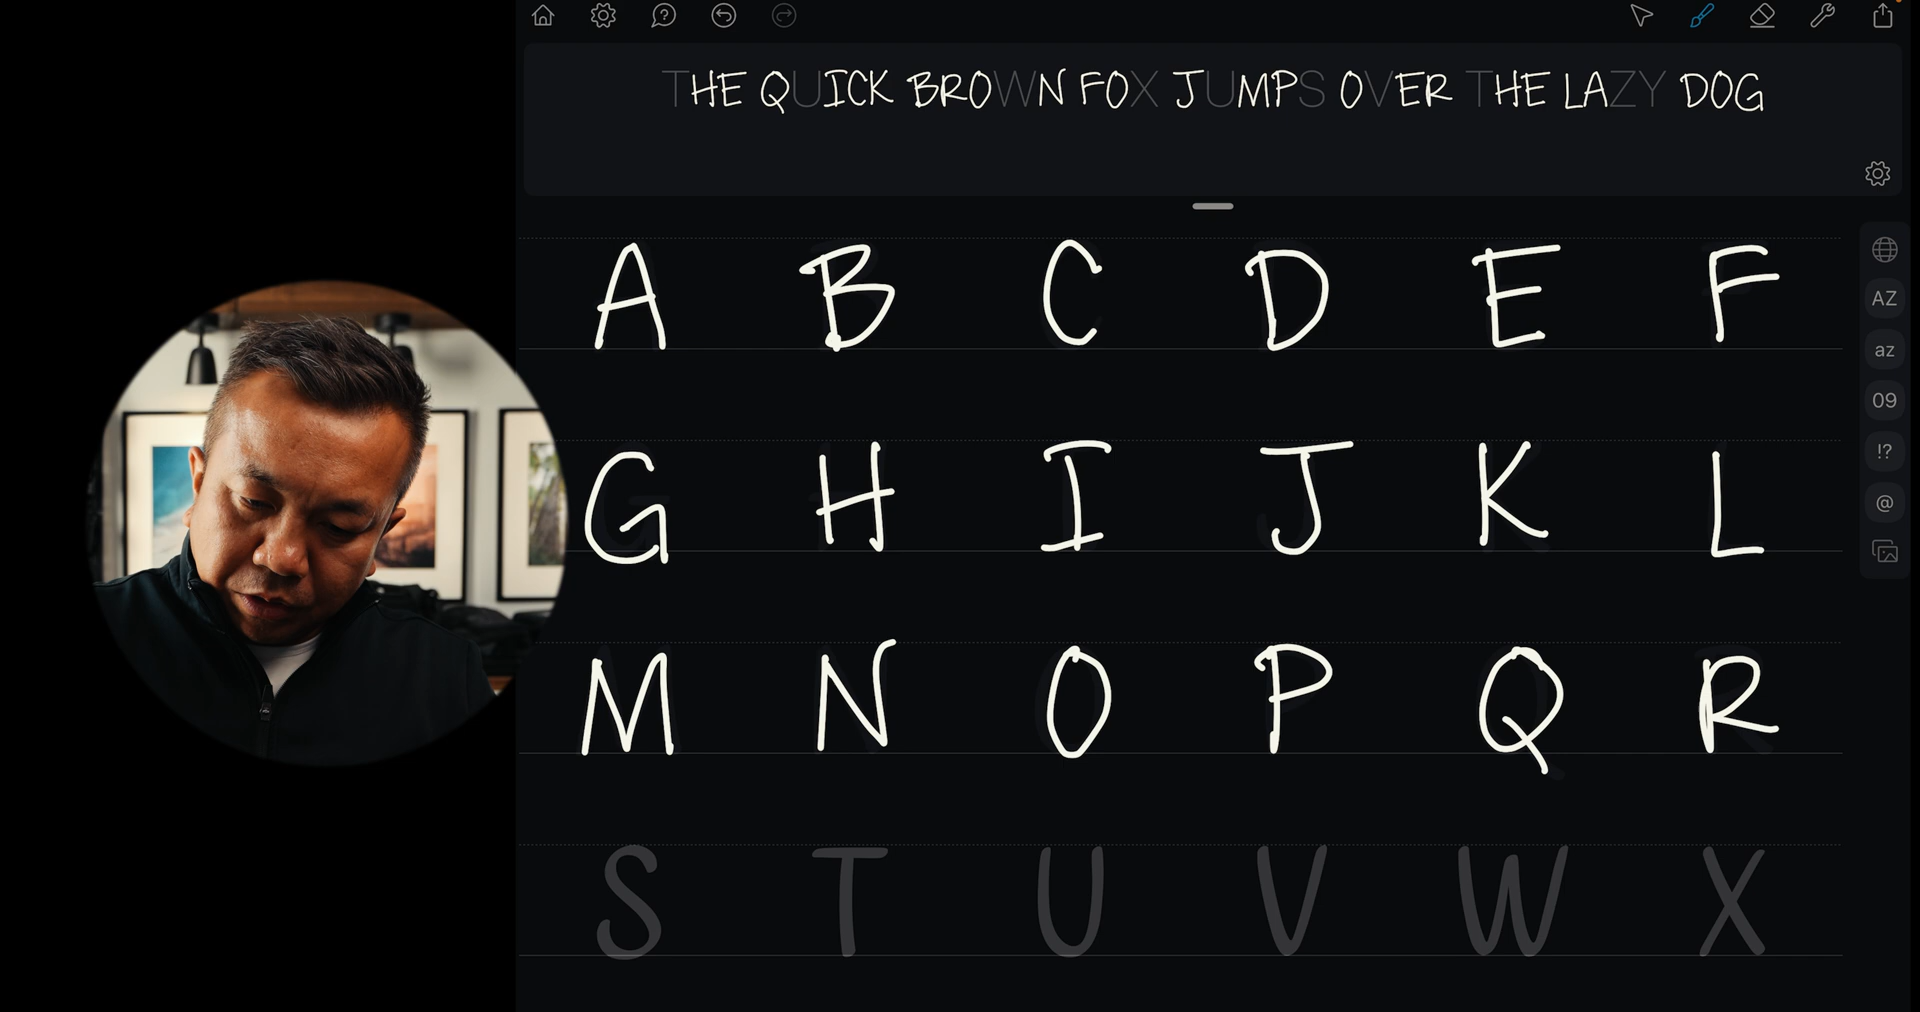 THE QUICK BROWN FOX JUMPS OVER THE LAZY DOG
A B C D E F
AZ
az
G H I J K L
09
!?
@
M N O P Q R
S T U V W X